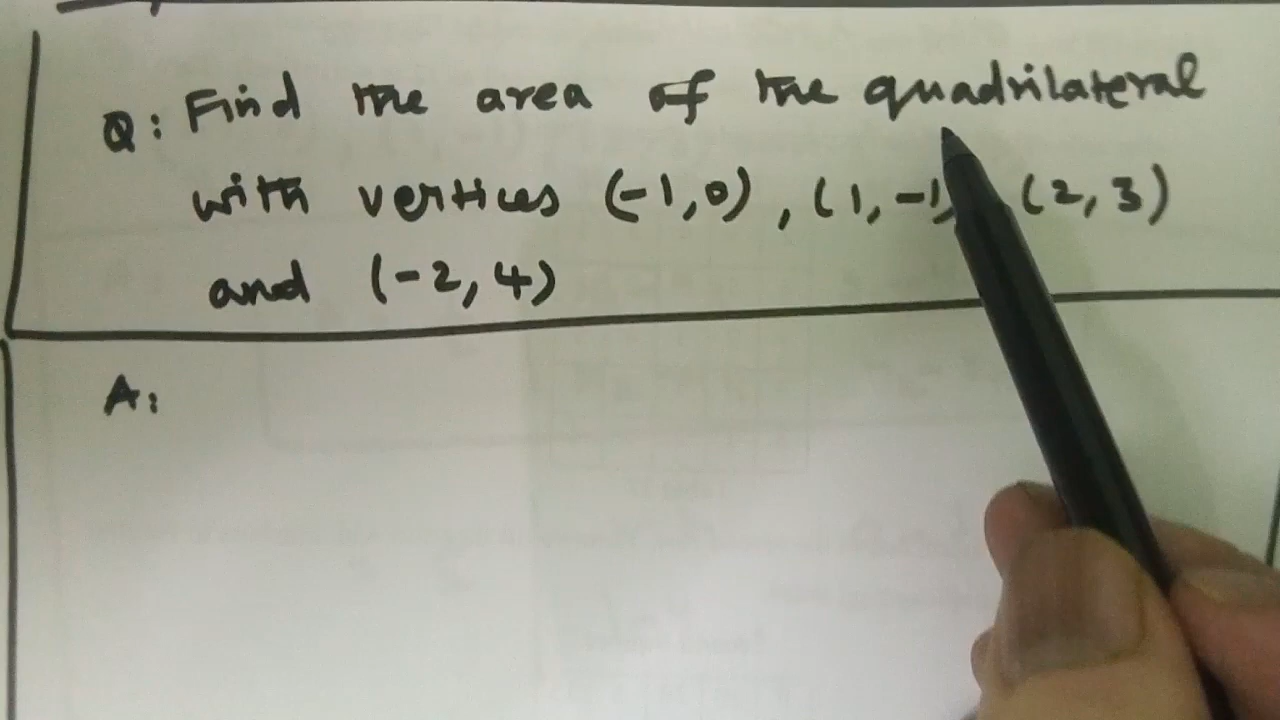 Q: Find the area of the quadrilateral
with vertices (-1,0), (1,-1) (2,3)
and (-2,4)
A: